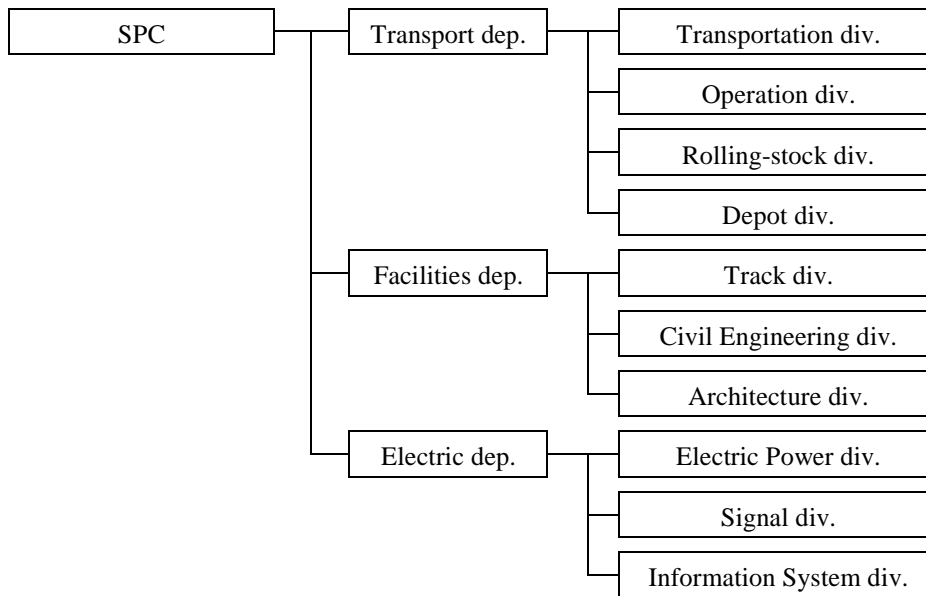 SPC
Transport dep.
Transportation div.
Operation div.
Rolling-stock div.
Depot div.
Facilities dep.
Track div.
Civil Engineering div.
Architecture div.
Electric dep.
Electric Power div.
Signal div.
Information System div.